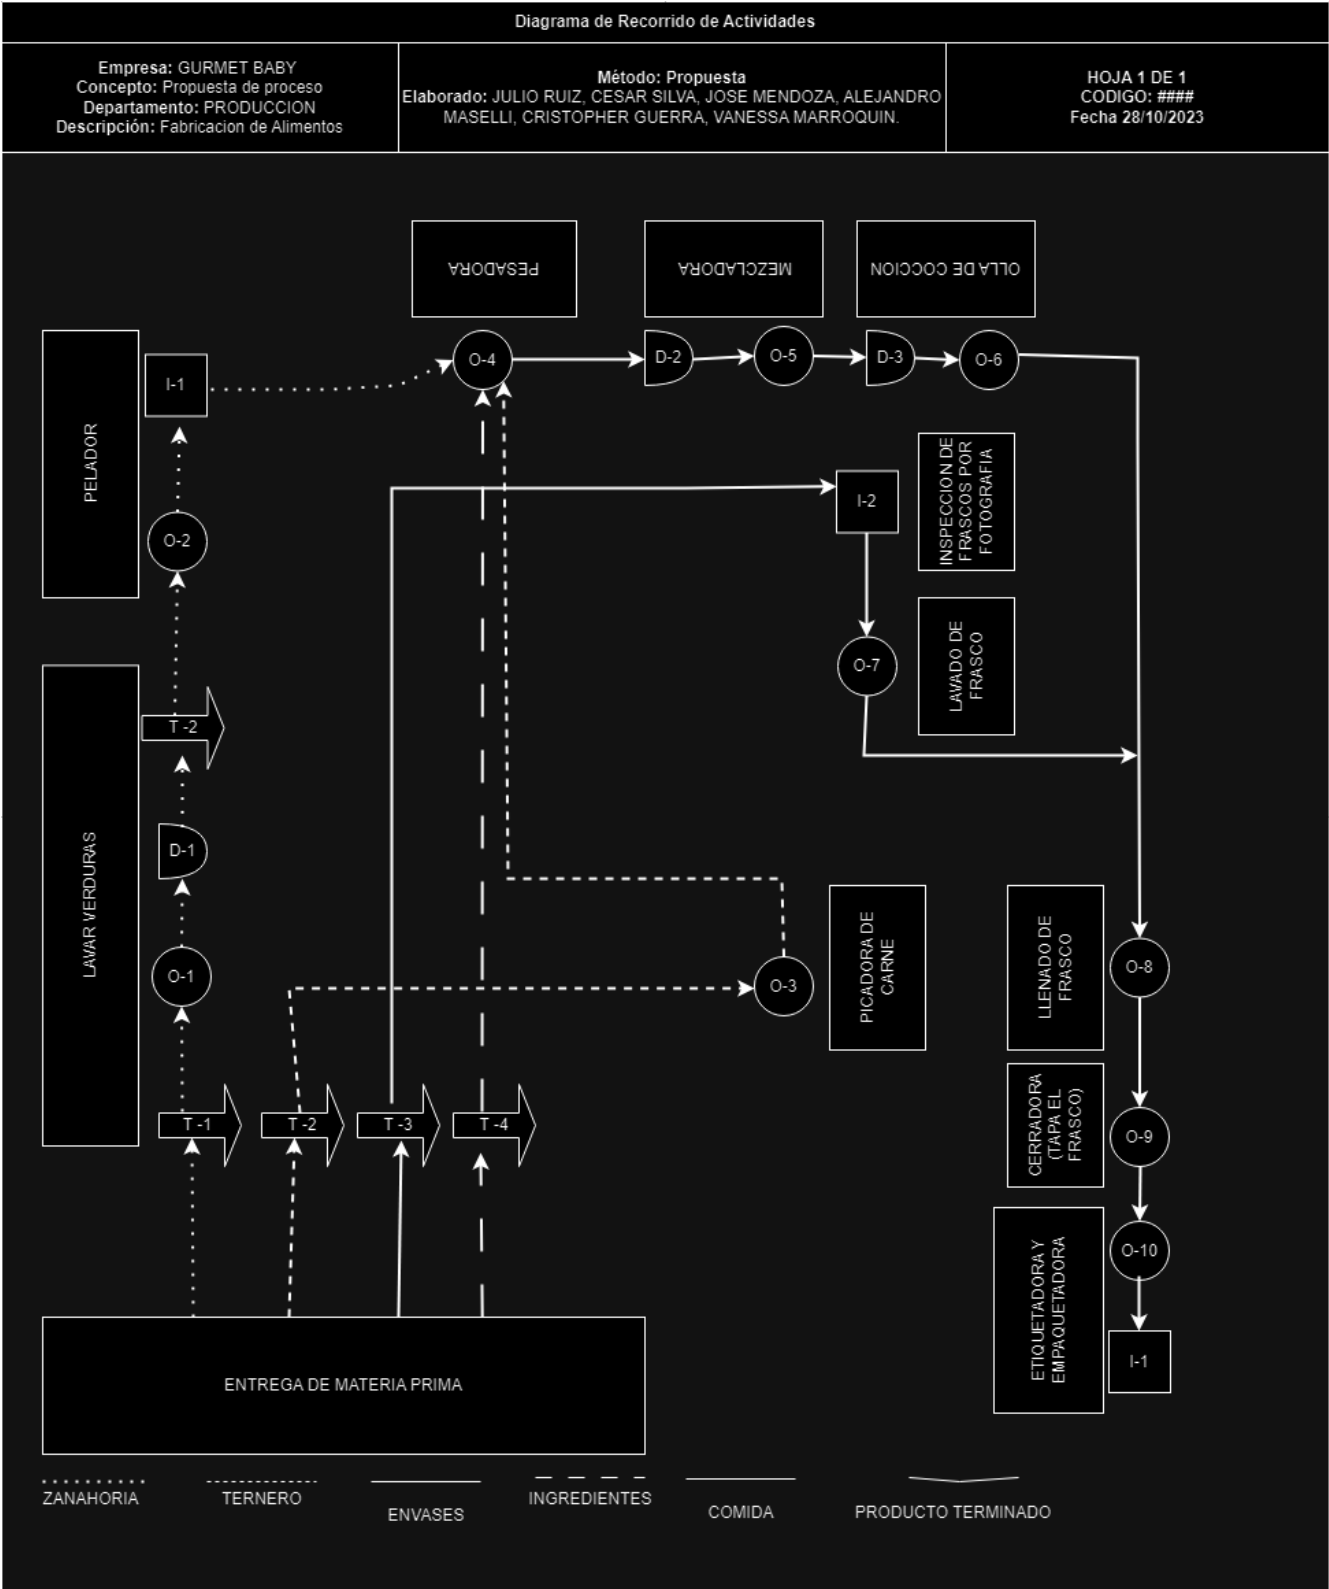 Diagrama de Recorrido de Actividades
Empresa: GURMET BABY
Concepto: Propuesta de proceso
Departamento: PRODUCCION
Descripción: Fabricacion de Alimentos
Método: Propuesta
Elaborado: JULIO RUIZ, CESAR SILVA, JOSE MENDOZA, ALEJANDRO
MASELLI, CRISTOPHER GUERRA, VANESSA MARROQUIN.
HOJA 1 DE 1
CODIGO: ####
Fecha 28/10/2023
PESADORA
MEZCLADORA
OLLA DE COCCION
O-4
D-2
O-5
D-3
O-6
I-1
PELADOR
O-2
I-2
INSPECCION DE
FRASCOS POR
FOTOGRAFIA
O-7
LAVADO DE
FRASCO
T -2
D-1
LAVAR VERDURAS
O-1
O-3
PICADORA DE
CARNE
LLENADO DE
FRASCO
O-8
T -1
T -2
T -3
T -4
CERRADORA
(TAPA EL
FRASCO)
O-9
ETIQUETADORA Y
EMPAQUETADORA
O-10
I-1
ENTREGA DE MATERIA PRIMA
ZANAHORIA
TERNERO
ENVASES
INGREDIENTES
COMIDA
PRODUCTO TERMINADO